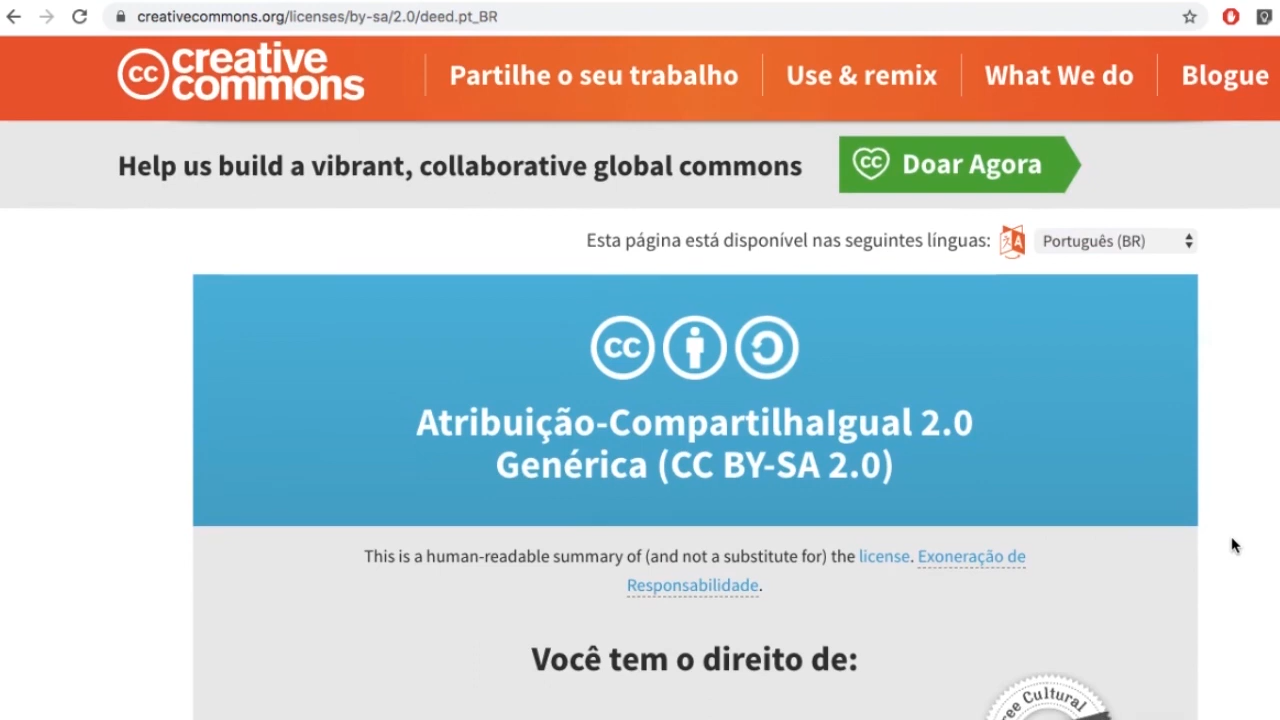 creativecommons.org/licenses/by-sa/2.0/deed.pt_BR
cc creative commons
Partilhe o seu trabalho
Use & remix
What We do
Blogue
Help us build a vibrant, collaborative global commons
cc Doar Agora
Esta página está disponível nas seguintes línguas:
Português (BR)
cc
Atribuição-CompartilhaIgual 2.0
Genérica (CC BY-SA 2.0)
This is a human-readable summary of (and not a substitute for) the license. Exoneração de
Responsabilidade.
Você tem o direito de:
Cultural